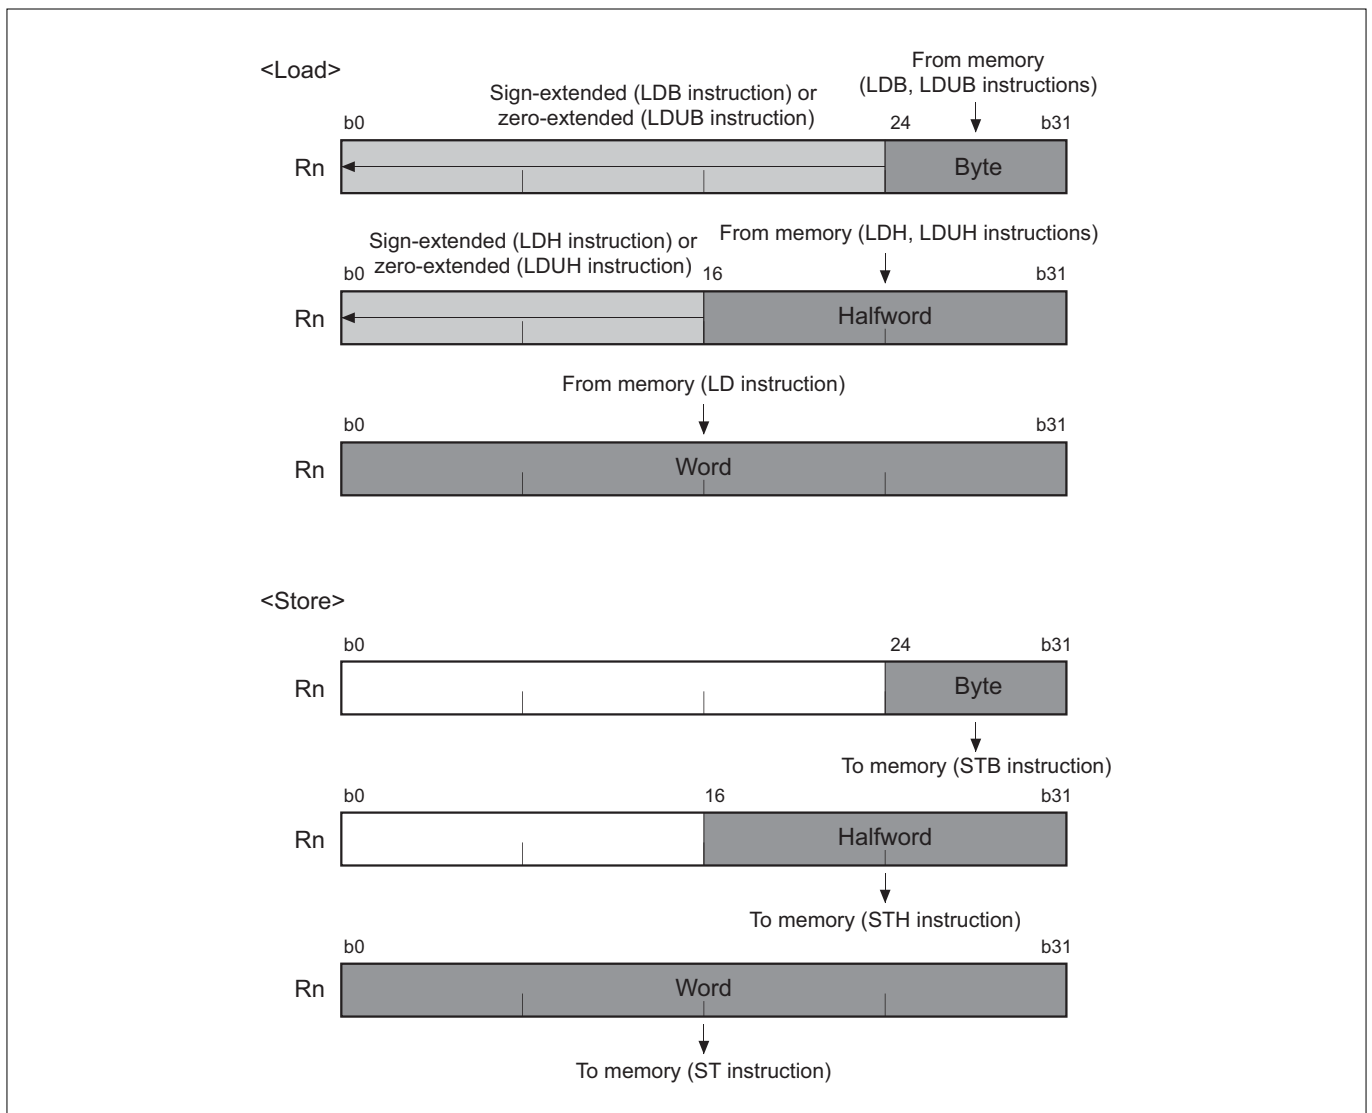 <Load>
From memory
(LDB, LDUB instructions)
Sign-extended (LDB instruction) or
zero-extended (LDUB instruction)
b0 24 b31
Rn Byte
From memory (LDH, LDUH instructions)
Sign-extended (LDH instruction) or
zero-extended (LDUH instruction)
b0 16 b31
Rn Halfword
From memory (LD instruction)
b0 b31
Rn Word
<Store>
b0 24 b31
Rn Byte
To memory (STB instruction)
b0 16 b31
Rn Halfword
To memory (STH instruction)
b0 b31
Rn Word
To memory (ST instruction)